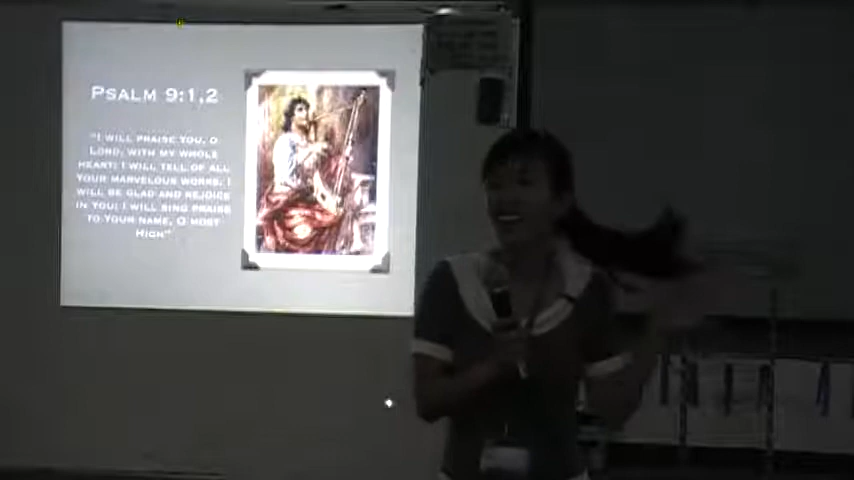 Psalm 9:1,2
"I will praise you, O
Lord, with my whole
heart; I will tell of all
your marvelous works. I
will be glad and rejoice
in you; I will sing praise
to your name, O Most
High"